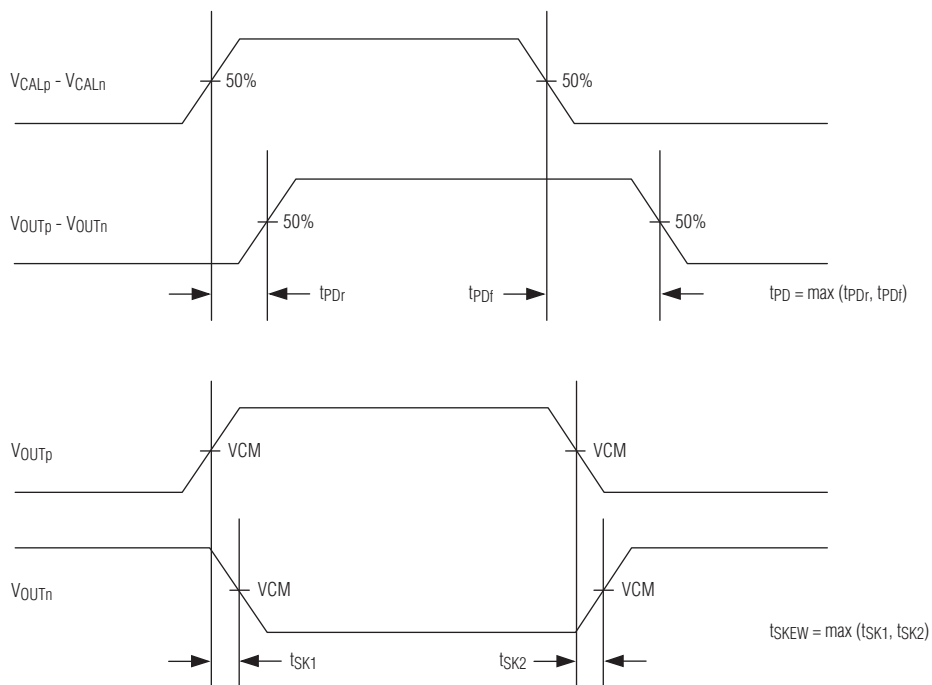 VCALp - VCALn
50%
50%
VOUTp - VOUTn
50%
50%
tPDr
tPDf
tPD = max (tPDr, tPDf)
VOUTp
VCM
VCM
VOUTn
VCM
VCM
tSKEW = max (tSK1, tSK2)
tSK1
tSK2